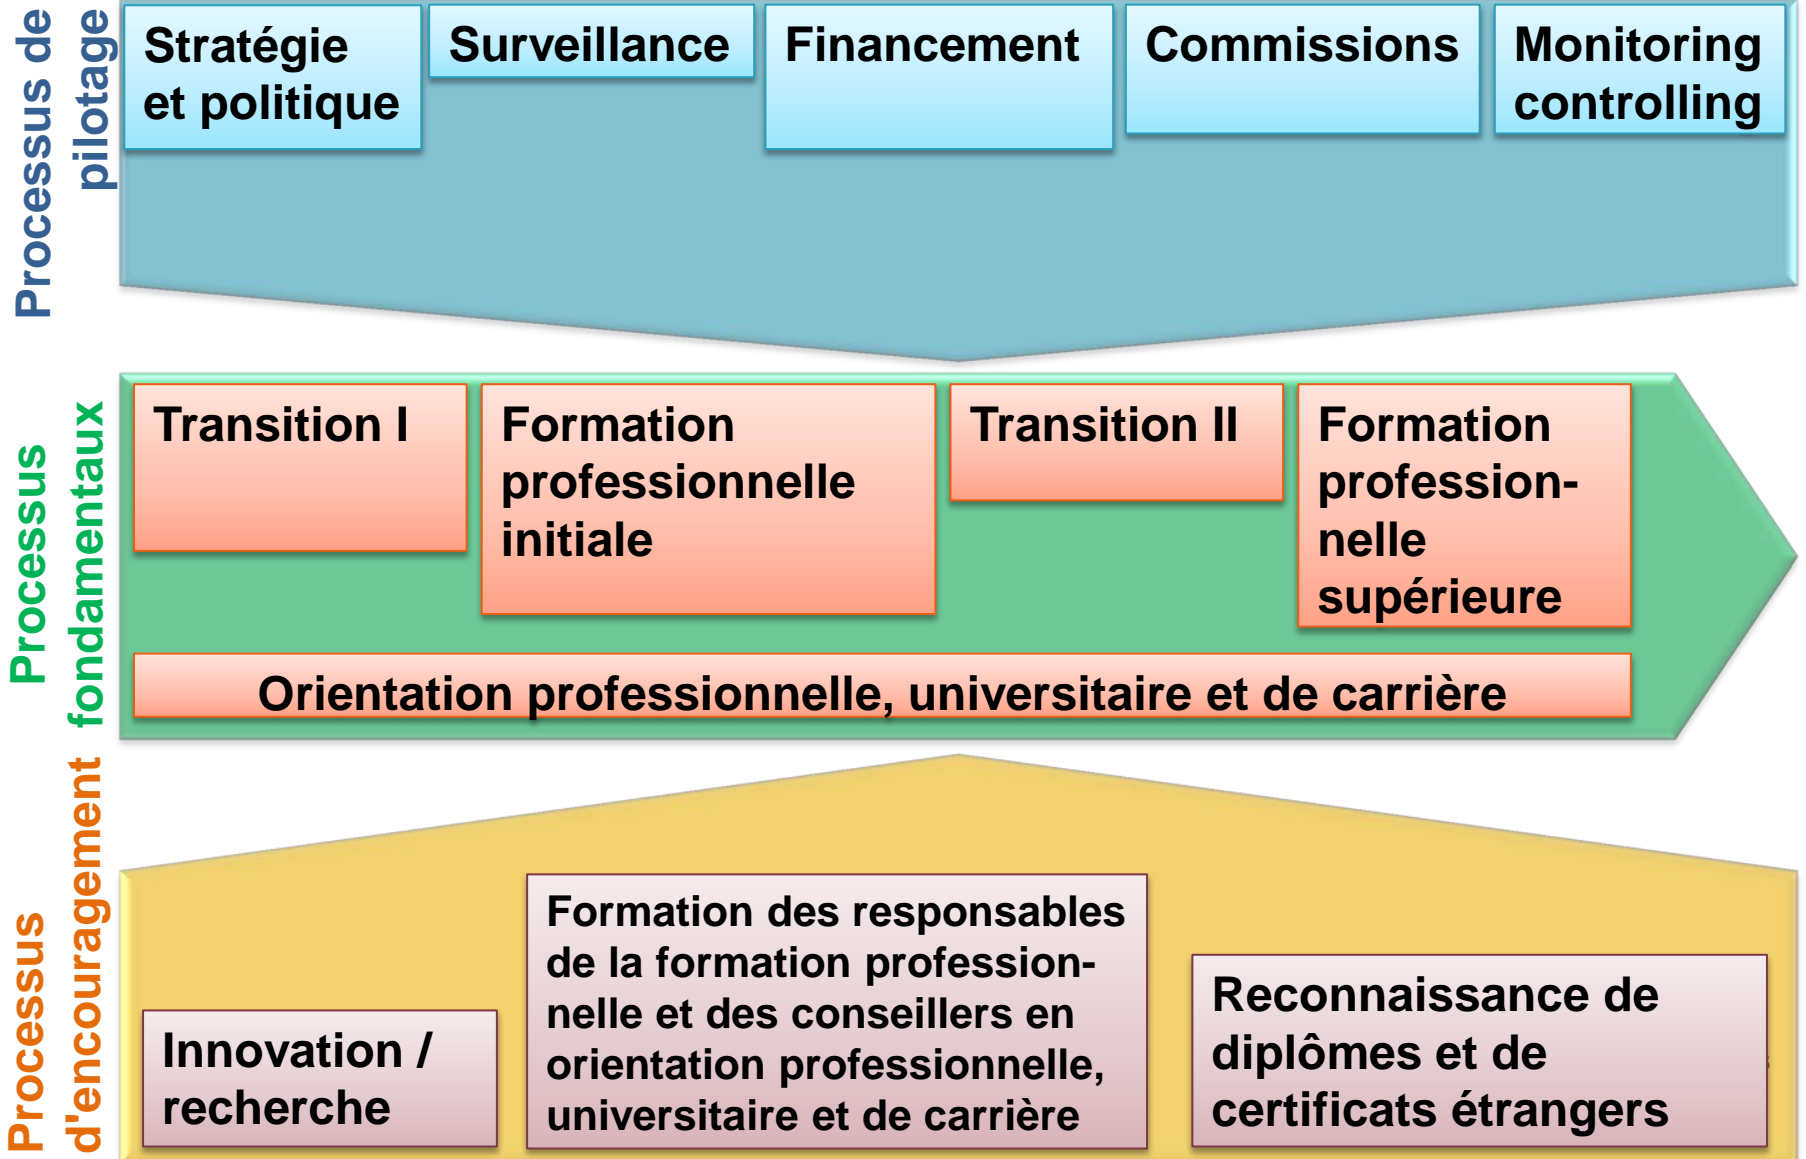 Processus de
pilotage
Stratégie
et politique
Surveillance
Financement
Commissions
Monitoring
controlling
Processus
fondamentaux
Transition I
Formation
professionnelle
initiale
Transition II
Formation
profession-
nelle
supérieure
Orientation professionnelle, universitaire et de carrière
Processus
d'encouragement
Innovation /
recherche
Formation des responsables
de la formation profession-
nelle et des conseillers en
orientation professionnelle,
universitaire et de carrière
Reconnaissance de
diplômes et de
certificats étrangers